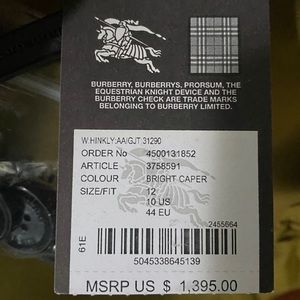 BURBERRY, BURBERRYS, PRORSUM, THE
EQUESTRIAN KNIGHT DEVICE AND THE
BURBERRY CHECK ARE TRADE MARKS
BELONGING TO BURBERRY LIMITED.
W.HINKLY:AAIGJT 31290
ORDER No 4500131852
ARTICLE 3758591
COLOUR BRIGHT CAPER
SIZE/FIT 12
10 US
44 EU
2455664
61E
5045338645139
MSRP US $ 1,395.00